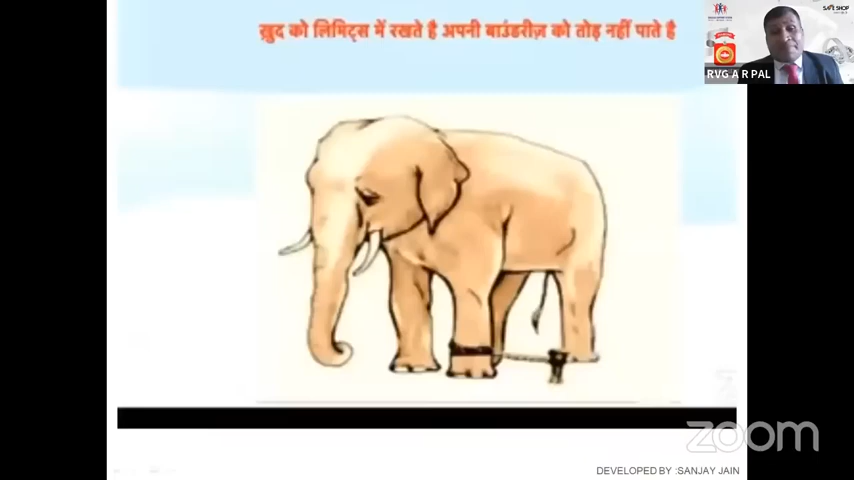 ख़ुद को लिमिट्स में रखते है अपनी बाउंडरीज़ को तोड़ नहीं पाते है
SAFE SHOP
RVG A R PAL
zoom
DEVELOPED BY :SANJAY JAIN